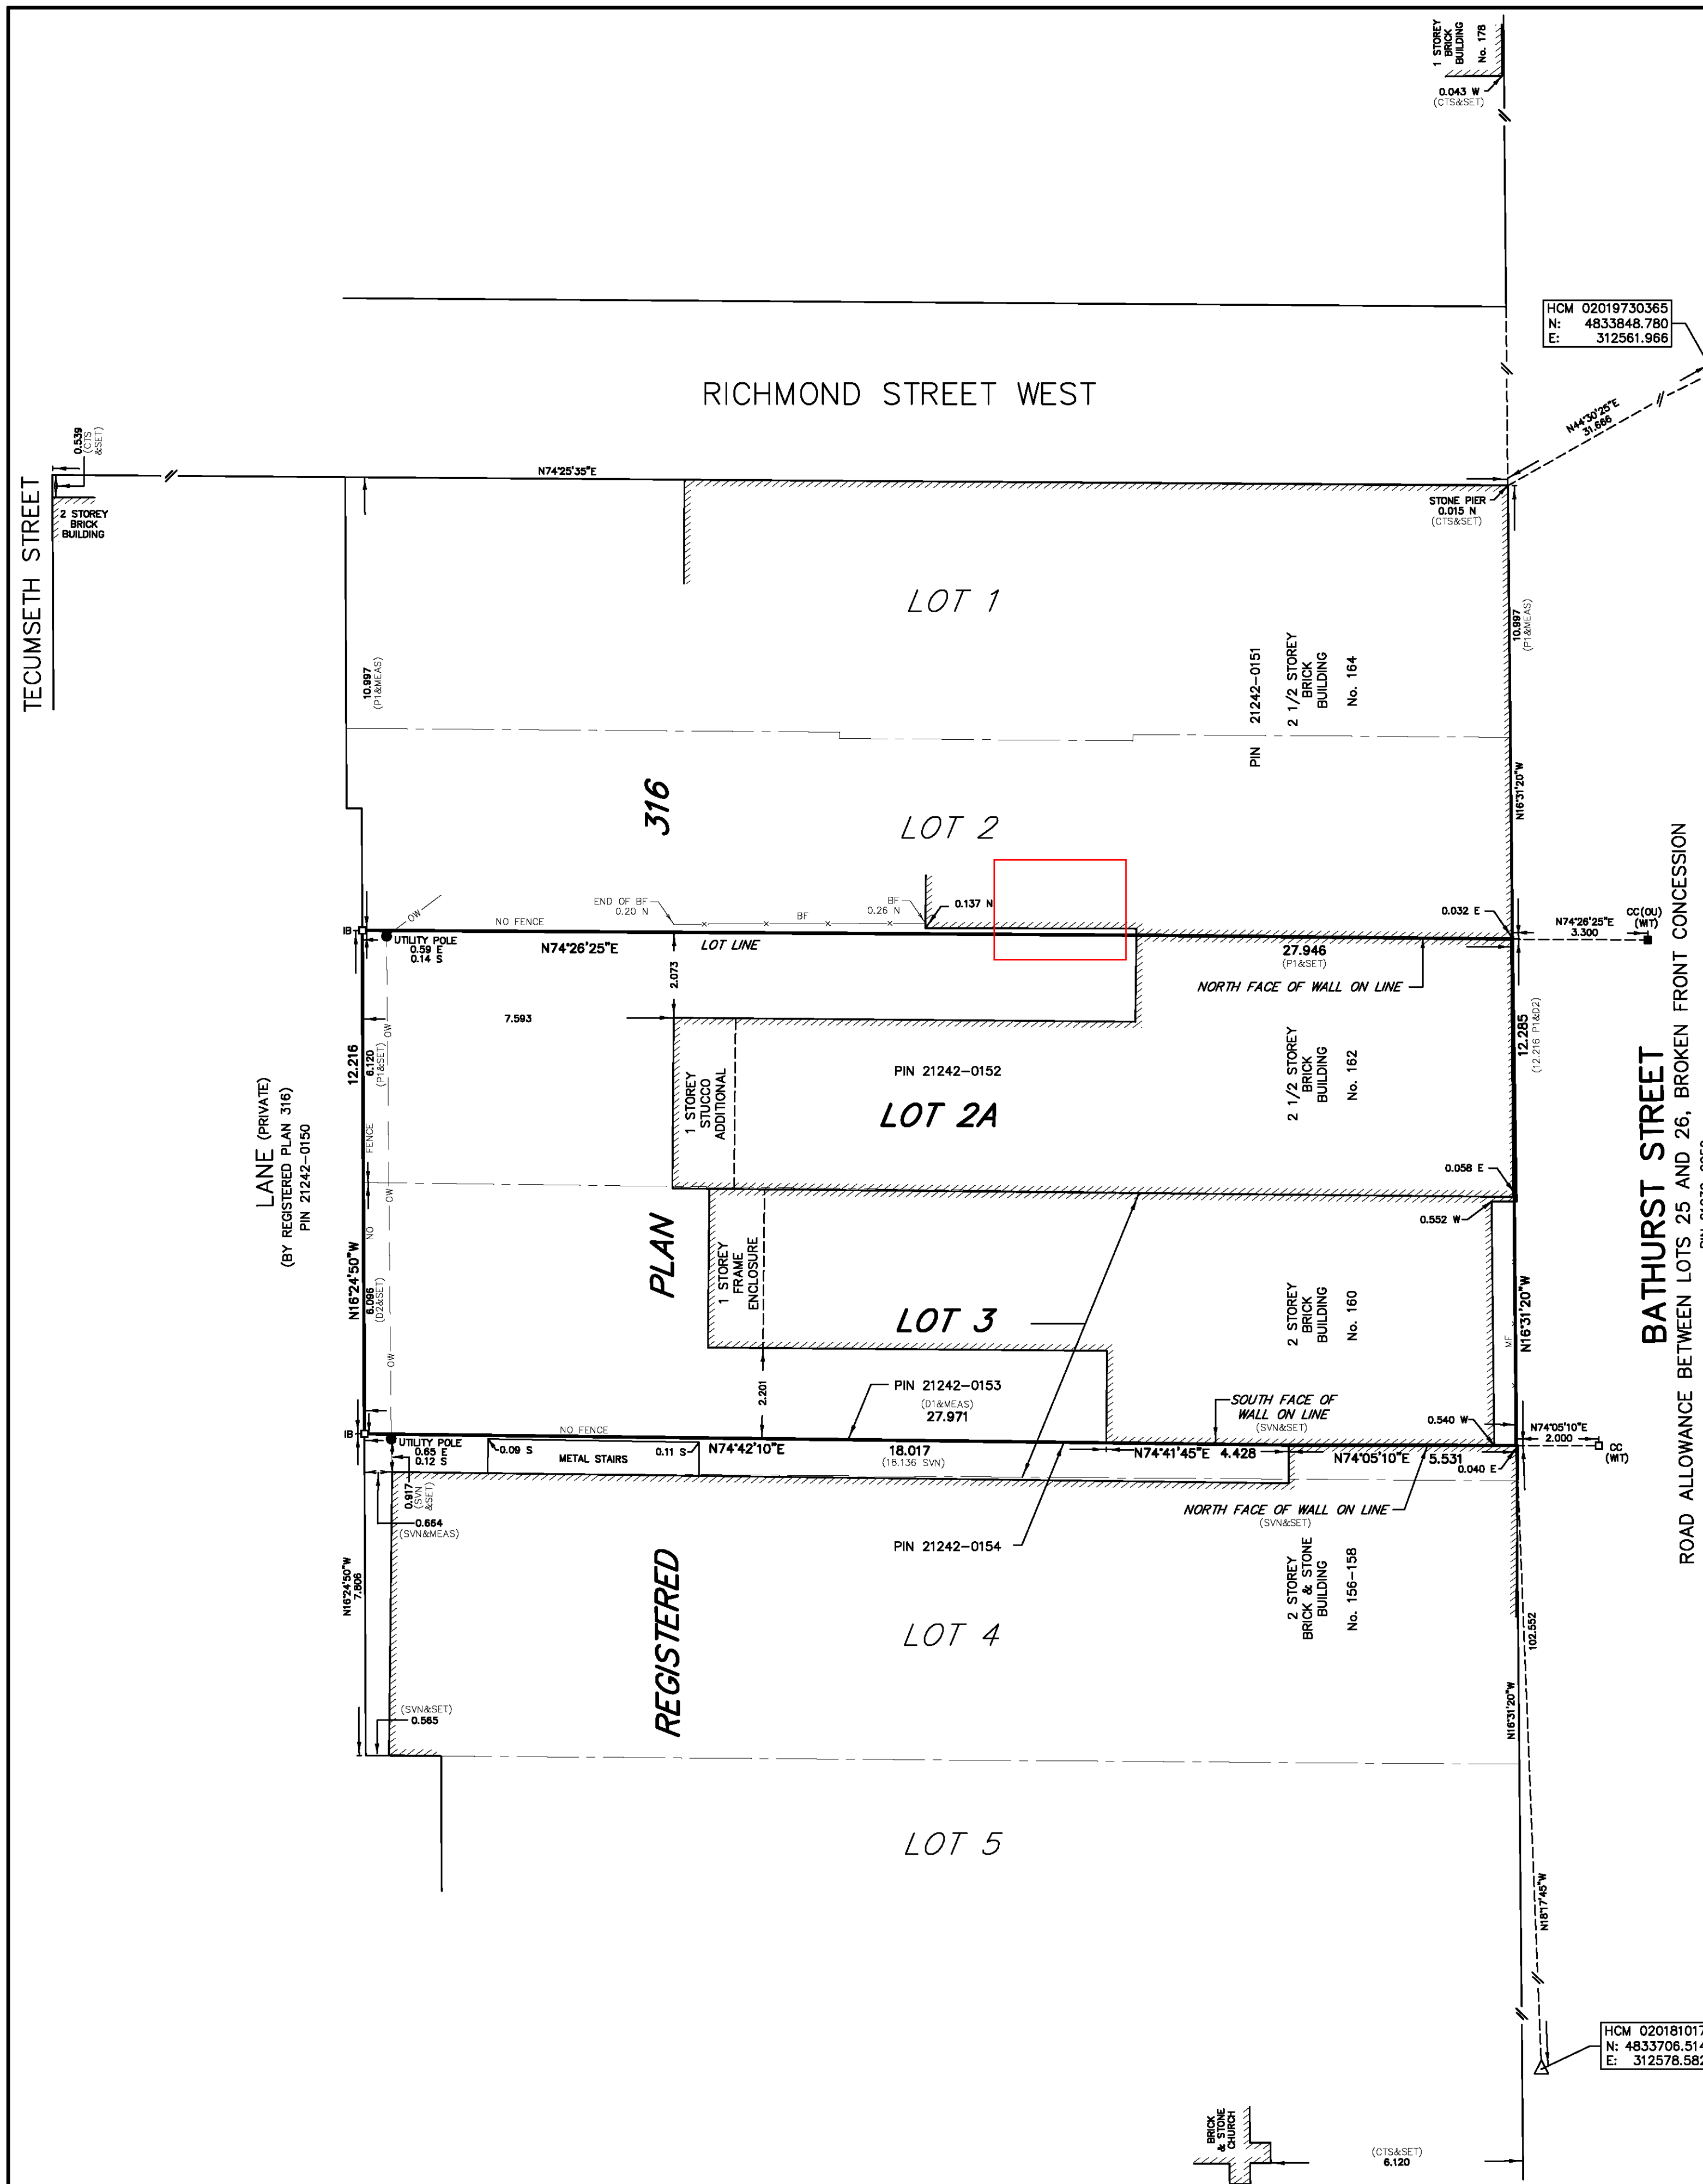 1 STOREY
BRICK
BUILDING
No. 178
0.043 W
(CTS&SET)
HCM 02019730365
N: 4833848.780
E: 312561.966
RICHMOND STREET WEST
N44°30'25"E
31.666
0.539
(CTS
&SET)
N74°25'35"E
TECUMSETH STREET
2 STOREY
BRICK
BUILDING
STONE PIER
0.015 N
(CTS&SET)
LOT 1
10.997
(P1&MEAS)
10.997
(P1&MEAS)
PIN 21242-0151
2 1/2 STOREY
BRICK
BUILDING
No. 164
316
LOT 2
N16°31'20"W
OW
NO FENCE
END OF BF
0.20 N
BF
BF
0.26 N
0.137 N
0.032 E
N74°26'25"E
3.300
CC(OU)
(WIT)
IB
UTILITY POLE
0.59 E
0.14 S
N74°26'25"E
LOT LINE
27.946
(P1&SET)
NORTH FACE OF WALL ON LINE
2.073
7.593
12.216
6.120
(P1&SET)
OW
12.285
(12.216 P1&D2)
LANE (PRIVATE)
(BY REGISTERED PLAN 316)
PIN 21242-0150
1 STOREY
STUCCO
ADDITIONAL
PIN 21242-0152
LOT 2A
2 1/2 STOREY
BRICK
BUILDING
No. 162
NO FENCE
OW
0.058 E
0.552 W
BATHURST STREET
ROAD ALLOWANCE BETWEEN LOTS 25 AND 26, BROKEN FRONT CONCESSION
N16°24'50"W
6.096
(D2&SET)
OW
PLAN
1 STOREY
FRAME
ENCLOSURE
LOT 3
2 STOREY
BRICK
BUILDING
No. 160
MF
N16°31'20"W
2.201
PIN 21242-0153
(D1&MEAS)
27.971
SOUTH FACE OF
WALL ON LINE
(SVN&SET)
0.540 W
N74°05'10"E
2.000
CC
(WIT)
IB
UTILITY POLE
0.65 E
0.12 S
NO FENCE
0.09 S
METAL STAIRS
0.11 S
N74°42'10"E
18.017
(18.136 SVN)
N74°41'45"E 4.428
N74°05'10"E 5.531
0.040 E
0.917
(SVN
&SET)
0.664
(SVN&MEAS)
NORTH FACE OF WALL ON LINE
(SVN&SET)
PIN 21242-0154
N16°24'50"W
7.806
REGISTERED
2 STOREY
BRICK & STONE
BUILDING
No. 156-158
LOT 4
102.552
N16°31'20"W
(SVN&SET)
0.565
LOT 5
N18°17'45"W
HCM 020181017
N: 4833706.514
E: 312578.582
BRICK
& STONE
CHURCH
(CTS&SET)
6.120